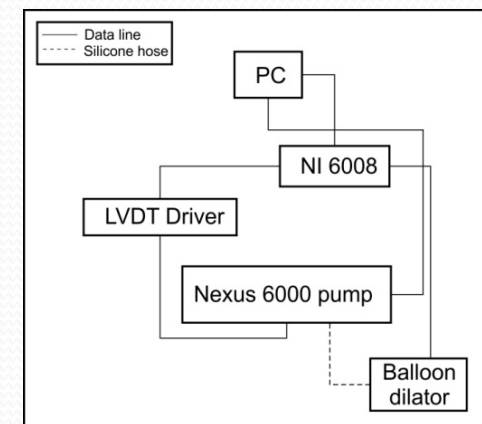 Data line
Silicone hose
PC
NI 6008
LVDT Driver
Nexus 6000 pump
Balloon
dilator